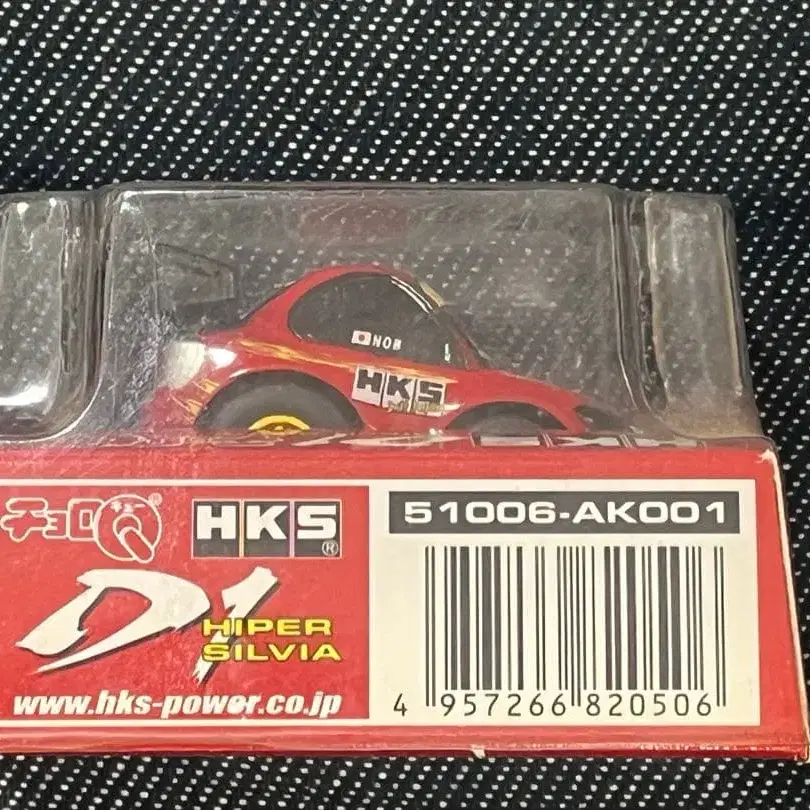 NOB
HKS
チョロQ®
HKS®
51006-AK001
D1
HIPER
SILVIA
www.hks-power.co.jp
4 957266 820506